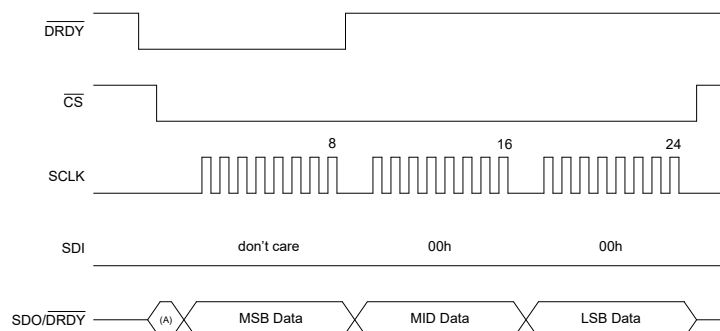 DRDY
CS
8 16 24
SCLK
SDI don't care 00h 00h
SDO/DRDY (A) MSB Data MID Data LSB Data